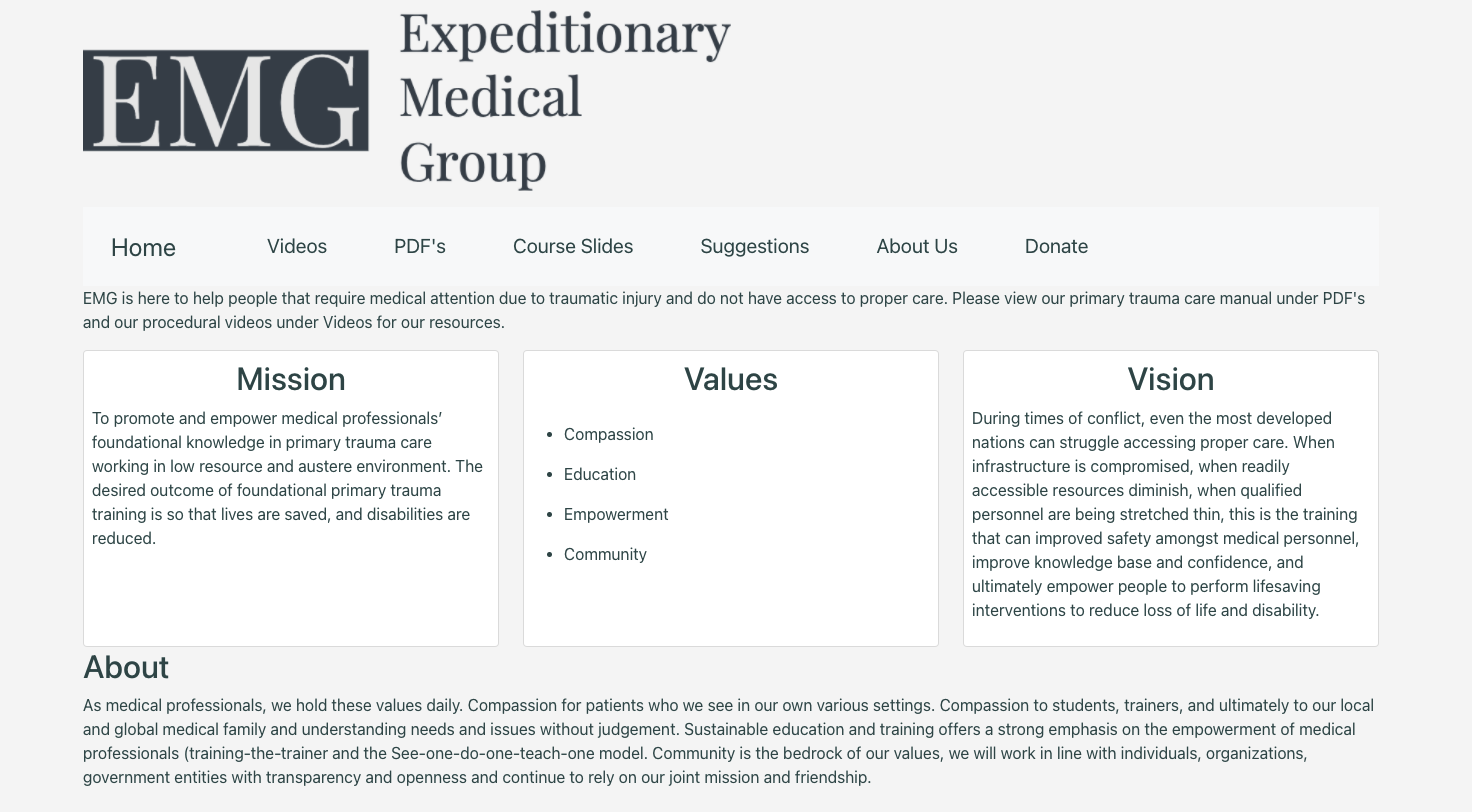 EMG
Expeditionary
Medical
Group
Home
Videos
PDF's
Course Slides
Suggestions
About Us
Donate
EMG is here to help people that require medical attention due to traumatic injury and do not have access to proper care. Please view our primary trauma care manual under PDF's
and our procedural videos under Videos for our resources.
Mission
To promote and empower medical professionals’
foundational knowledge in primary trauma care
working in low resource and austere environment. The
desired outcome of foundational primary trauma
training is so that lives are saved, and disabilities are
reduced.
Values
• Compassion
• Education
• Empowerment
• Community
Vision
During times of conflict, even the most developed
nations can struggle accessing proper care. When
infrastructure is compromised, when readily
accessible resources diminish, when qualified
personnel are being stretched thin, this is the training
that can improved safety amongst medical personnel,
improve knowledge base and confidence, and
ultimately empower people to perform lifesaving
interventions to reduce loss of life and disability.
About
As medical professionals, we hold these values daily. Compassion for patients who we see in our own various settings. Compassion to students, trainers, and ultimately to our local
and global medical family and understanding needs and issues without judgement. Sustainable education and training offers a strong emphasis on the empowerment of medical
professionals (training-the-trainer and the See-one-do-one-teach-one model. Community is the bedrock of our values, we will work in line with individuals, organizations,
government entities with transparency and openness and continue to rely on our joint mission and friendship.